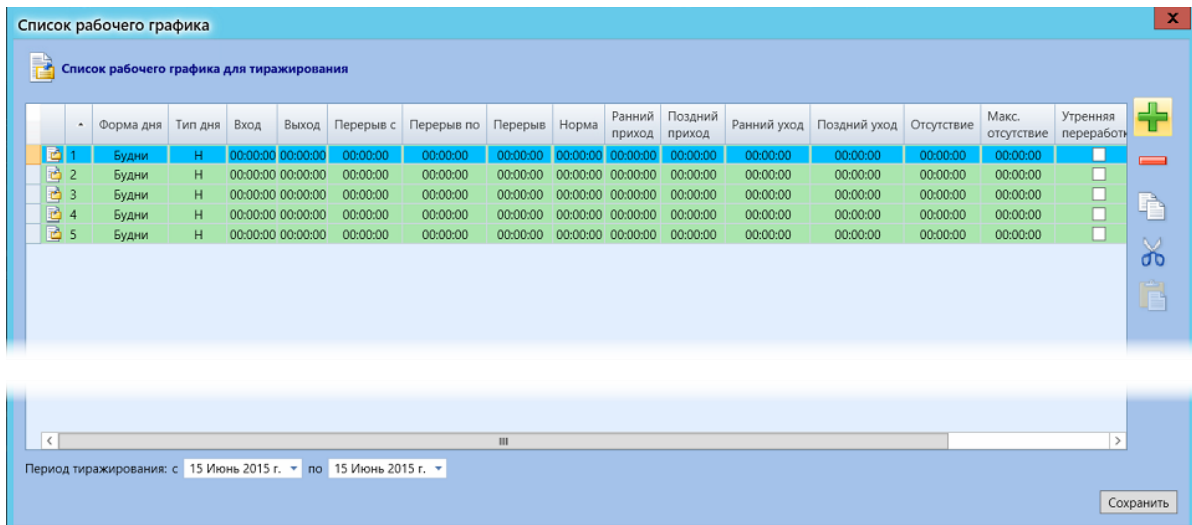 Список рабочего графика
Список рабочего графика для тиражирования
Форма дня Тип дня Вход Выход Перерыв с Перерыв по Перерыв Норма Ранний приход Поздний приход Ранний уход Поздний уход Отсутствие Макс. отсутствие Утренняя переработк
1 Будни Н 00:00:00 00:00:00 00:00:00 00:00:00 00:00:00 00:00:00 00:00:00 00:00:00 00:00:00 00:00:00 00:00:00 00:00:00
2 Будни Н 00:00:00 00:00:00 00:00:00 00:00:00 00:00:00 00:00:00 00:00:00 00:00:00 00:00:00 00:00:00 00:00:00 00:00:00
3 Будни Н 00:00:00 00:00:00 00:00:00 00:00:00 00:00:00 00:00:00 00:00:00 00:00:00 00:00:00 00:00:00 00:00:00 00:00:00
4 Будни Н 00:00:00 00:00:00 00:00:00 00:00:00 00:00:00 00:00:00 00:00:00 00:00:00 00:00:00 00:00:00 00:00:00 00:00:00
5 Будни Н 00:00:00 00:00:00 00:00:00 00:00:00 00:00:00 00:00:00 00:00:00 00:00:00 00:00:00 00:00:00 00:00:00 00:00:00
Период тиражирования: с 15 Июнь 2015 г. по 15 Июнь 2015 г.
Сохранить